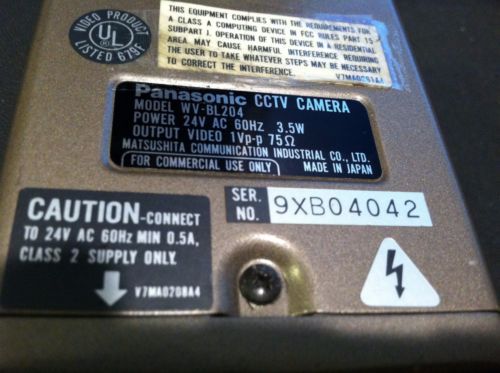 VIDEO PRODUCT
UL
LISTED 679F
THIS EQUIPMENT COMPLIES WITH THE REQUIREMENTS FOR
A CLASS A COMPUTING DEVICE IN FCC RULES PART 15
SUBPART J. OPERATION OF THIS DEVICE IN A RESIDENTIAL
AREA MAY CAUSE HARMFUL INTERFERENCE REQUIRING
THE USER TO TAKE WHATEVER STEPS MAY BE NECESSARY
TO CORRECT THE INTERFERENCE.
Panasonic CCTV CAMERA
MODEL WV-BL204
POWER 24V AC 60Hz 3.5W
OUTPUT VIDEO 1Vp-p 75Ω
MATSUSHITA COMMUNICATION INDUSTRIAL CO., LTD.
FOR COMMERCIAL USE ONLY MADE IN JAPAN
SER. NO. 9XB04042
CAUTION-CONNECT
TO 24V AC 60Hz MIN 0.5A,
CLASS 2 SUPPLY ONLY.
V7MA0208A4